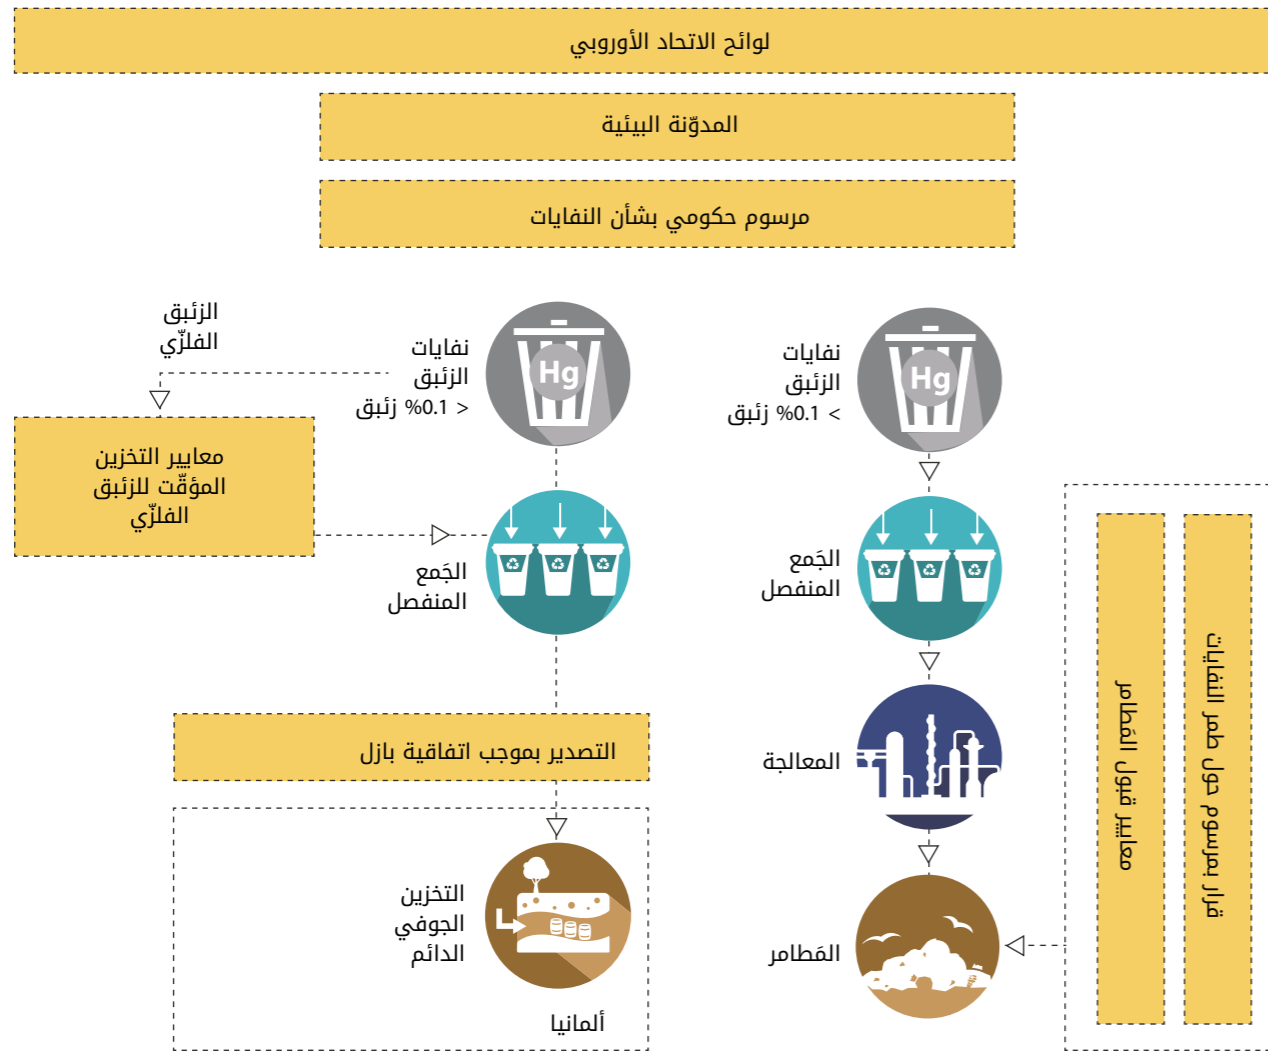 لوائح الاتحاد الأوروبي
المدوّنة البيئية
مرسوم حكومي بشأن النفايات
Hg
نفايات
الزئبق
> 0.1% زئبق
الجَمع
المنفصل
المعالجة
المَطامر
قرار بمرسوم حول طمر النفايات
معايير قبول المَطامر
Hg
نفايات
الزئبق
< 0.1% زئبق
الزئبق
الفلزّي
معايير التخزين
المؤقّت للزئبق
الفلزّي
الجَمع
المنفصل
التصدير بموجب اتفاقية بازل
التخزين
الجوفي
الدائم
ألمانيا